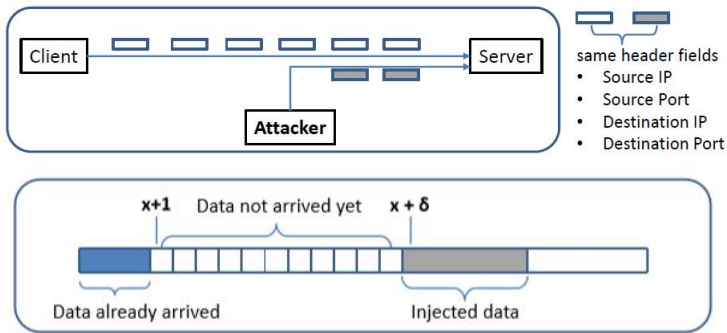 Client
Server
Attacker
same header fields
• Source IP
• Source Port
• Destination IP
• Destination Port
x+1 Data not arrived yet x + δ
Data already arrived Injected data